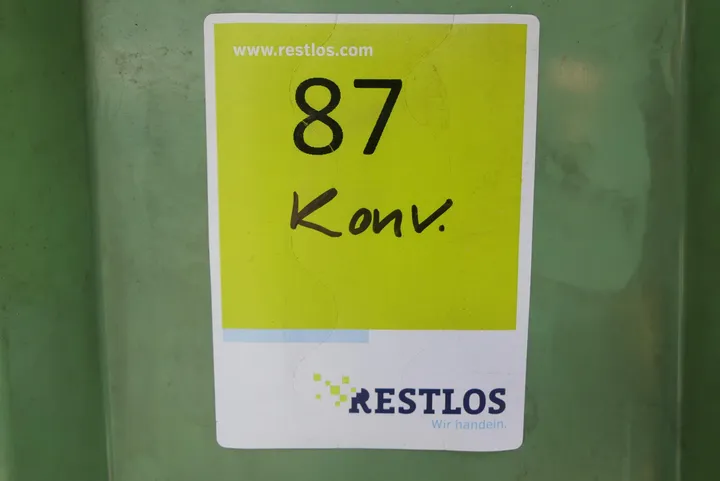 www.restlos.com
87
Konv.
RESTLOS
Wir handeln.